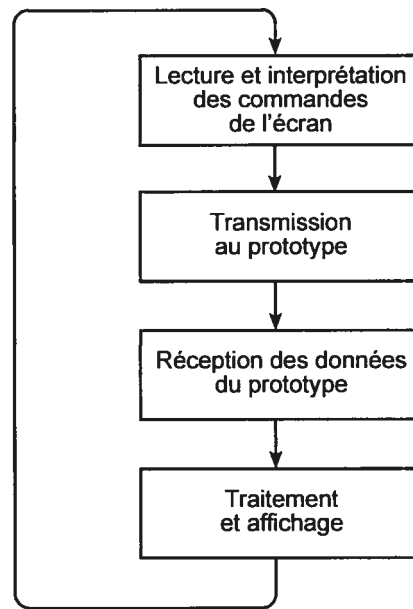 Lecture et interprétation
des commandes
de l'écran
Transmission
au prototype
Réception des données
du prototype
Traitement
et affichage